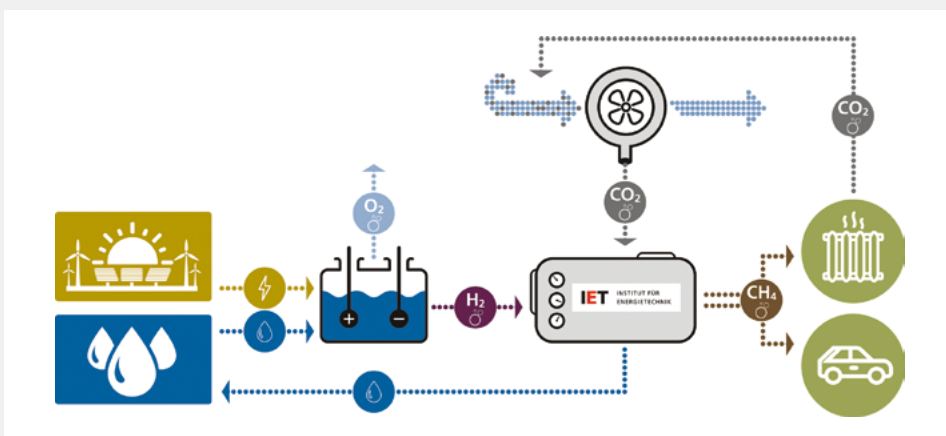 CO₂
O₂
CO₂
+
−
H₂
IET INSTITUT FÜR
ENERGIETECHNIK
CH₄